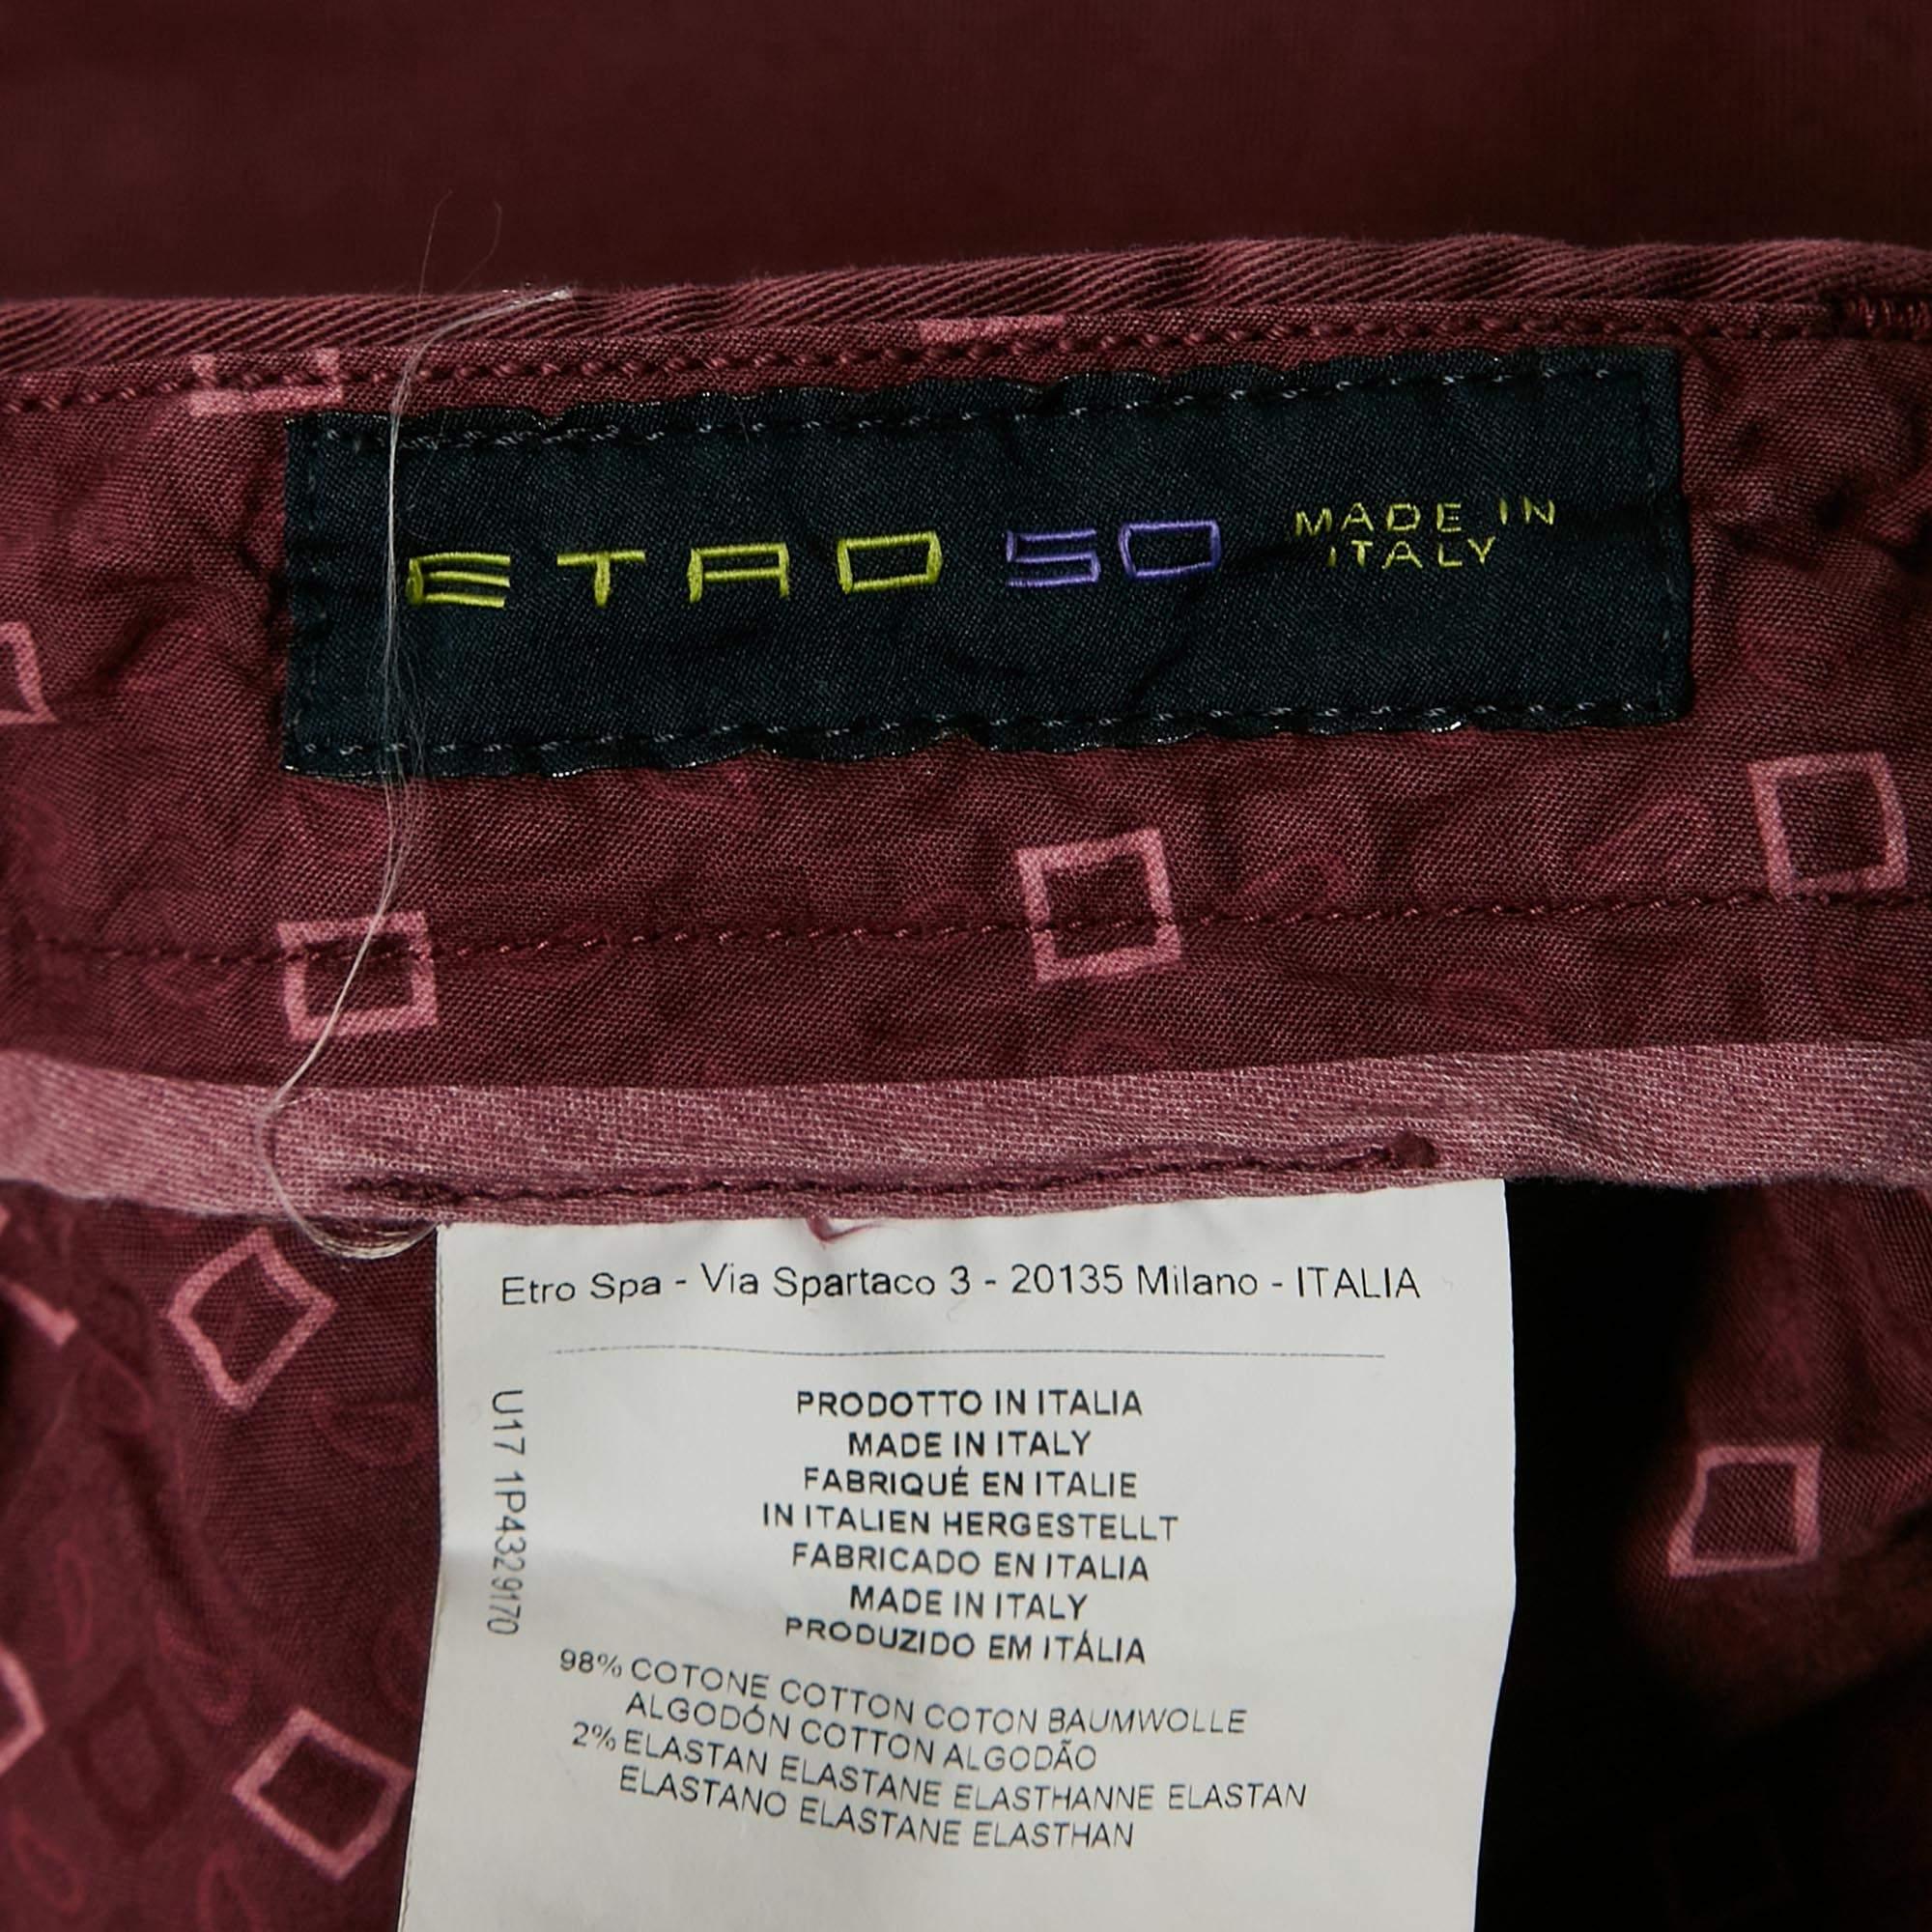 ETRO 50 MADE IN
ITALY
Etro Spa - Via Spartaco 3 - 20135 Milano - ITALIA
U17 1P4329170
PRODOTTO IN ITALIA
MADE IN ITALY
FABRIQUÉ EN ITALIE
IN ITALIEN HERGESTELLT
FABRICADO EN ITALIA
MADE IN ITALY
PRODUZIDO EM ITÁLIA
98% COTONE COTTON COTON BAUMWOLLE
ALGODÓN COTTON ALGODÃO
2% ELASTAN ELASTANE ELASTHANNE ELASTAN
ELASTANO ELASTANE ELASTHAN